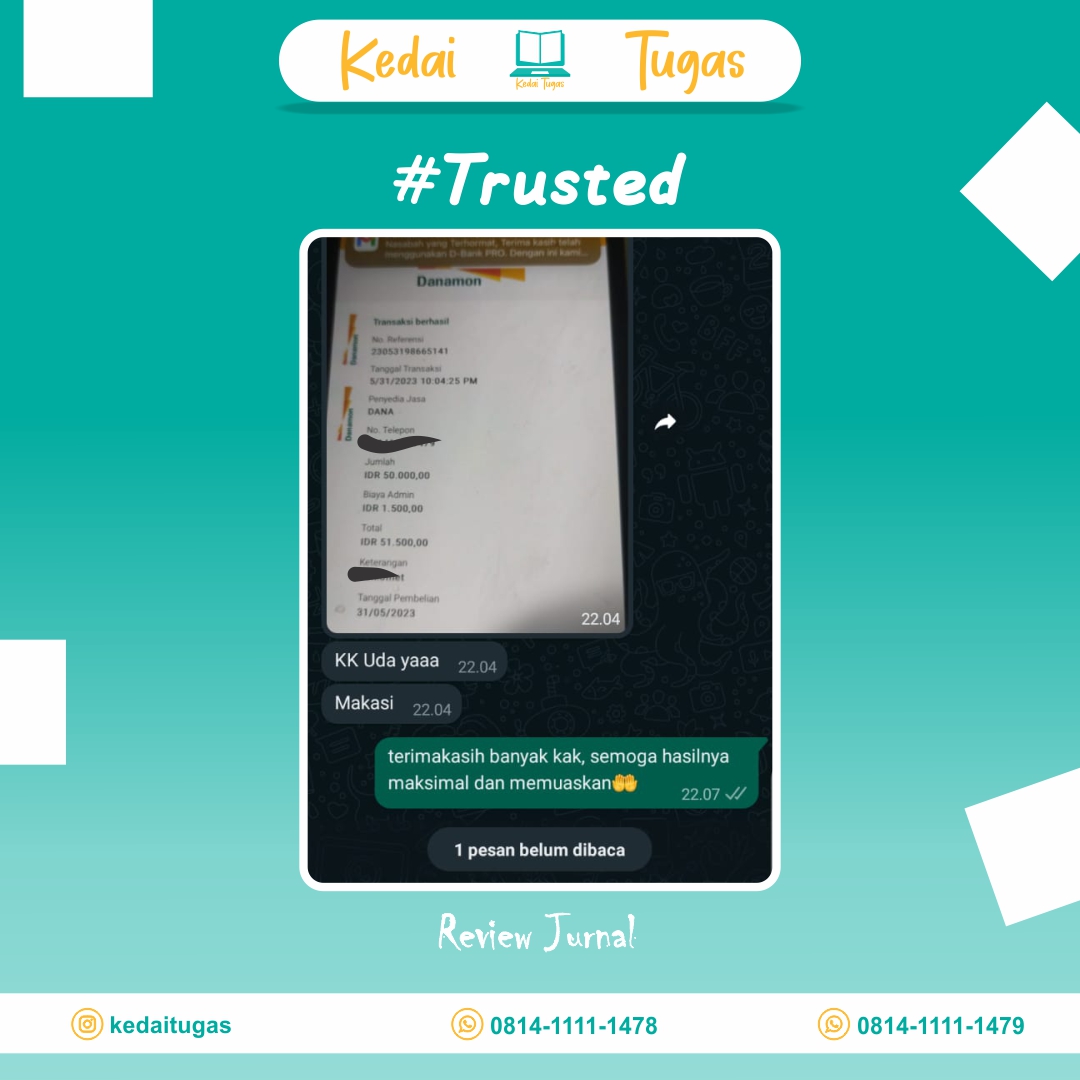 Kedai Tugas
Kedai Tugas
#Trusted
Nasabah yang Terhormat, Terima kasih telah
menggunakan D-Bank PRO. Dengan ini kami...
Danamon
Transaksi berhasil
No. Referensi
23053198665141
Tanggal Transaksi
5/31/2023 10:04:25 PM
Penyedia Jasa
DANA
Danamon
Danamon
No. Telepon
Jumlah
IDR 50.000,00
Biaya Admin
IDR 1.500,00
Total
IDR 51.500,00
Keterangan
Tanggal Pembelian
31/05/2023
22.04
KK Uda yaaa 22.04
Makasi 22.04
terimakasih banyak kak, semoga hasilnya
maksimal dan memuaskan🤲
22.07
1 pesan belum dibaca
Review Jurnal
kedaitugas
0814-1111-1478
0814-1111-1479